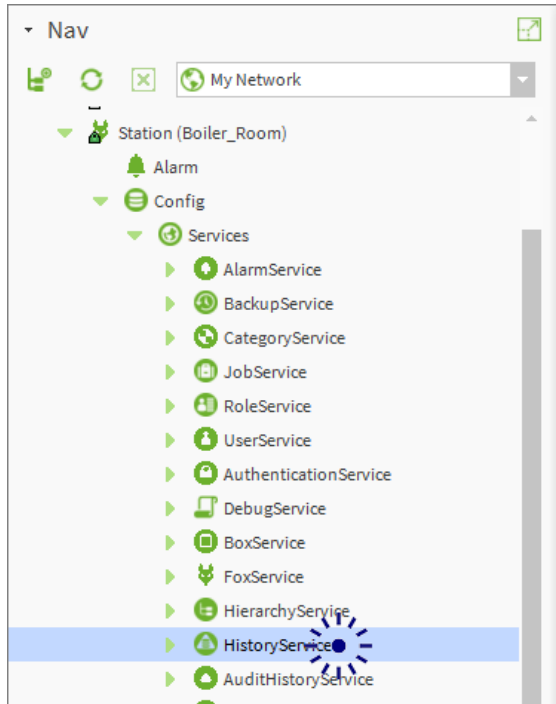 Nav
My Network
Station (Boiler_Room)
Alarm
Config
Services
AlarmService
BackupService
CategoryService
JobService
RoleService
UserService
AuthenticationService
DebugService
BoxService
FoxService
HierarchyService
HistoryService
AuditHistoryService